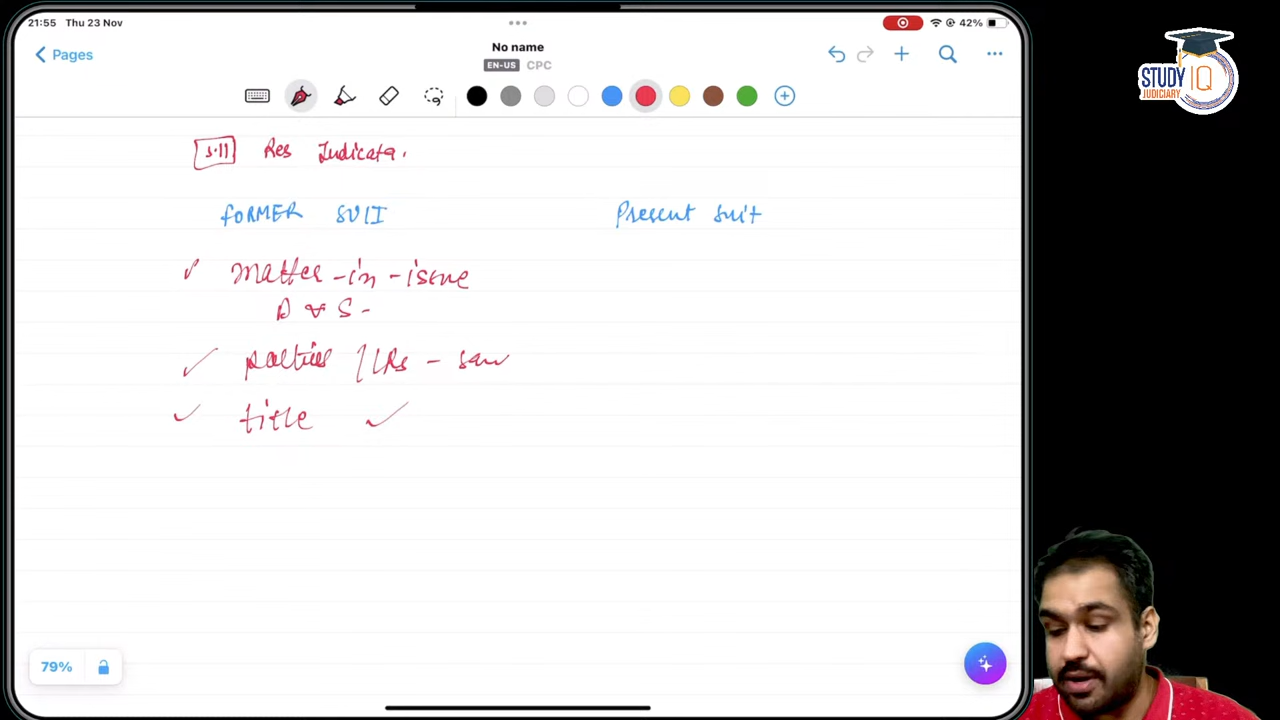 21:55 Thu 23 Nov
42%
Pages
No name
EN-US CPC
STUDY IQ
JUDICIARY
S.11 Res Judicata.
FORMER SUIT Present Suit
matter-in-issue
D & S -
parties / LRs - same
title
79%